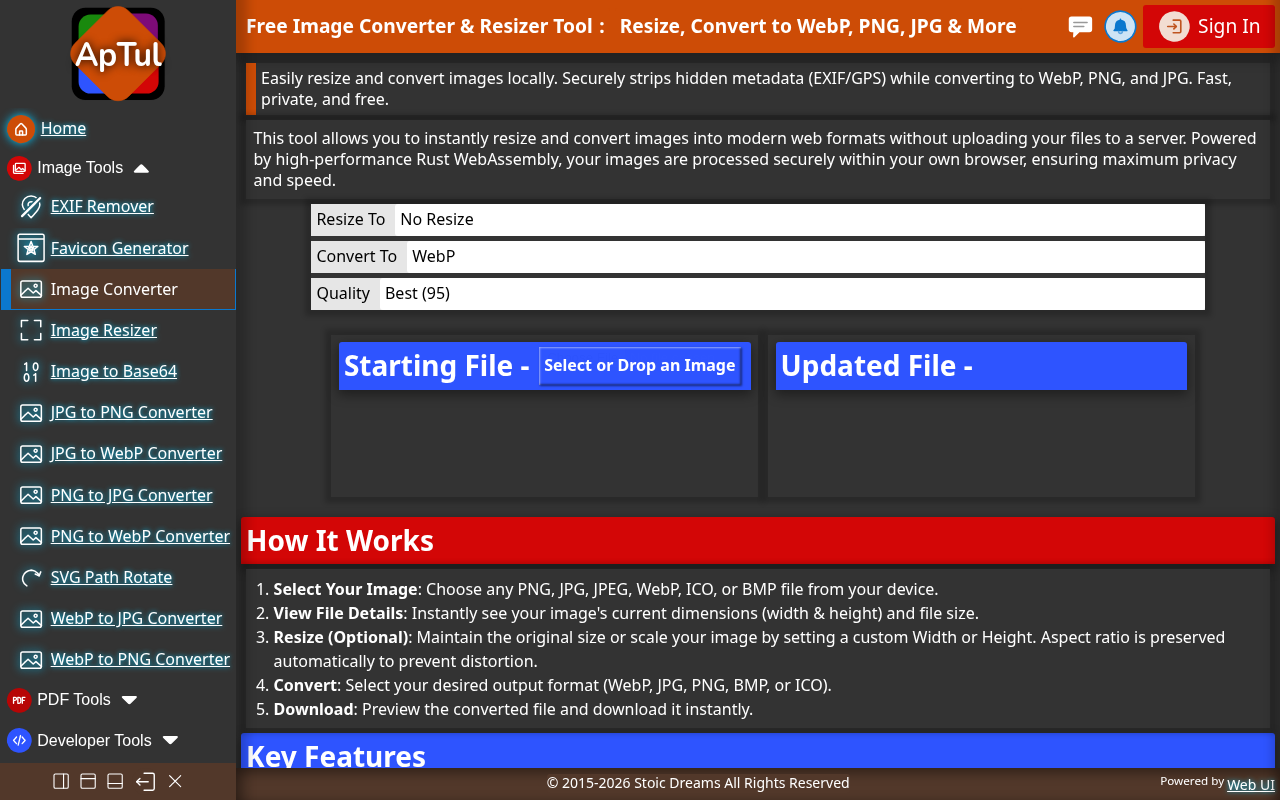 ApTul
Home
Image Tools
EXIF Remover
Favicon Generator
Image Converter
Image Resizer
Image to Base64
JPG to PNG Converter
JPG to WebP Converter
PNG to JPG Converter
PNG to WebP Converter
SVG Path Rotate
WebP to JPG Converter
WebP to PNG Converter
PDF PDF Tools
Developer Tools
Free Image Converter & Resizer Tool : Resize, Convert to WebP, PNG, JPG & More
Sign In
Easily resize and convert images locally. Securely strips hidden metadata (EXIF/GPS) while converting to WebP, PNG, and JPG. Fast,
private, and free.
This tool allows you to instantly resize and convert images into modern web formats without uploading your files to a server. Powered
by high-performance Rust WebAssembly, your images are processed securely within your own browser, ensuring maximum privacy
and speed.
Resize To No Resize
Convert To WebP
Quality Best (95)
Starting File - Select or Drop an Image
Updated File -
How It Works
1. Select Your Image: Choose any PNG, JPG, JPEG, WebP, ICO, or BMP file from your device.
2. View File Details: Instantly see your image's current dimensions (width & height) and file size.
3. Resize (Optional): Maintain the original size or scale your image by setting a custom Width or Height. Aspect ratio is preserved
automatically to prevent distortion.
4. Convert: Select your desired output format (WebP, JPG, PNG, BMP, or ICO).
5. Download: Preview the converted file and download it instantly.
Key Features
© 2015-2026 Stoic Dreams All Rights Reserved
Powered by Web UI